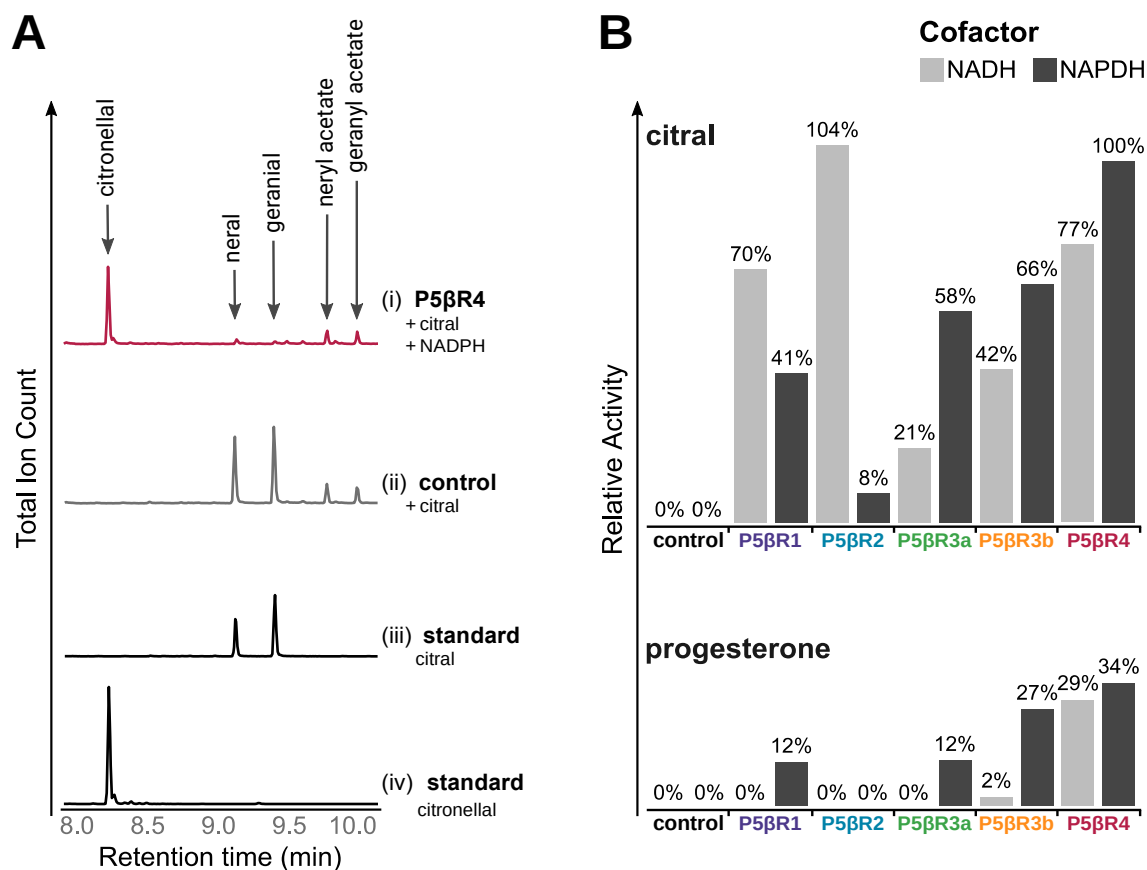 A
citronellal
neral
geranial
neryl acetate
geranyl acetate
(i) P5βR4
+ citral
+ NADPH
(ii) control
+ citral
(iii) standard
citral
(iv) standard
citronellal
Total Ion Count
8.0 8.5 9.0 9.5 10.0
Retention time (min)
B
Cofactor
NADH NAPDH
citral
Relative Activity
0% 0% 70% 41% 104% 8% 21% 58% 42% 66% 77% 100%
control P5βR1 P5βR2 P5βR3a P5βR3b P5βR4
progesterone
0% 0% 0% 12% 0% 0% 0% 12% 2% 27% 29% 34%
control P5βR1 P5βR2 P5βR3a P5βR3b P5βR4